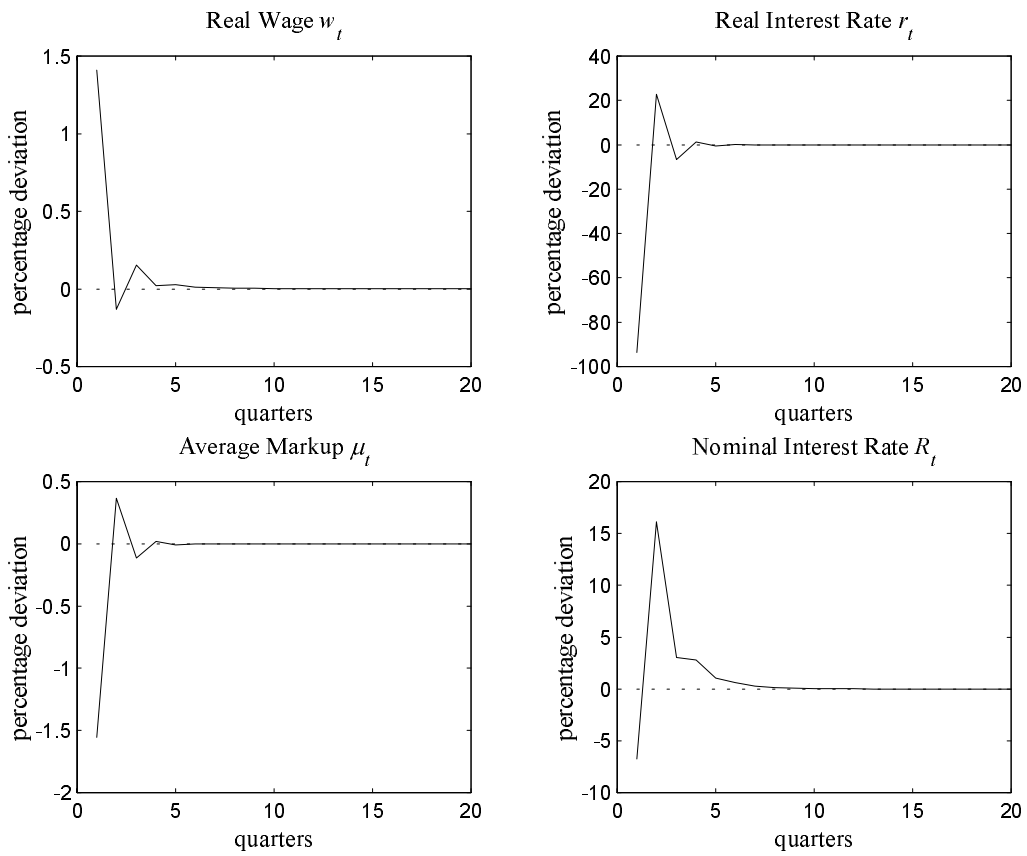 Real Wage w_t
percentage deviation
1.5
1
0.5
0
-0.5
0 5 10 15 20
quarters
Real Interest Rate r_t
percentage deviation
40
20
0
-20
-40
-60
-80
-100
0 5 10 15 20
quarters
Average Markup μ_t
percentage deviation
0.5
0
-0.5
-1
-1.5
-2
0 5 10 15 20
quarters
Nominal Interest Rate R_t
percentage deviation
20
15
10
5
0
-5
-10
0 5 10 15 20
quarters